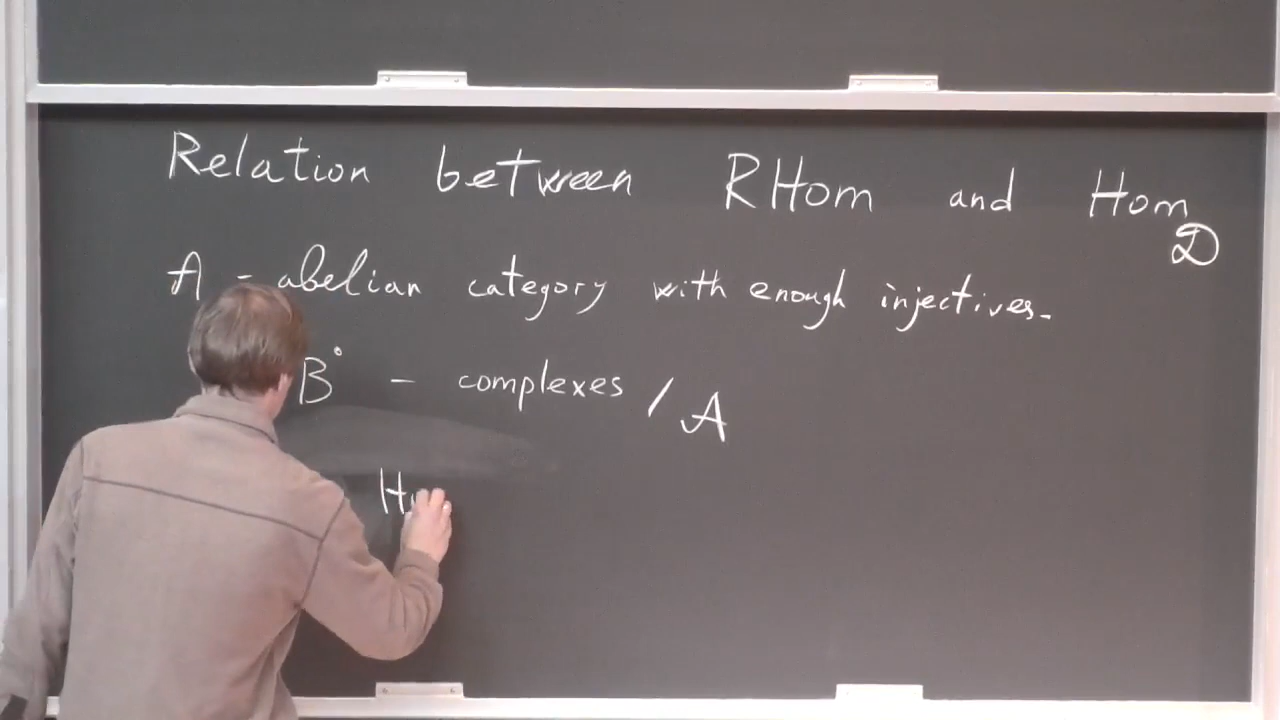 Relation between RHom and Hom_𝒟
𝒜 - abelian category with enough injectives.
B• - complexes / 𝒜
H